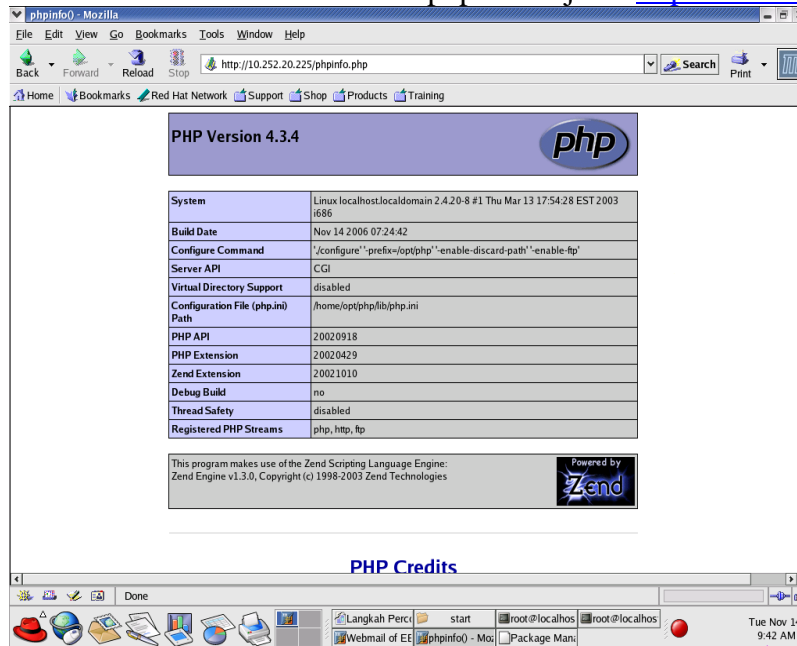 phpinfo() - Mozilla
File Edit View Go Bookmarks Tools Window Help
Back Forward Reload Stop http://10.252.20.225/phpinfo.php Search Print
Home Bookmarks Red Hat Network Support Shop Products Training
PHP Version 4.3.4
php
System Linux localhost.localdomain 2.4.20-8 #1 Thu Mar 13 17:54:28 EST 2003
i686
Build Date Nov 14 2006 07:24:42
Configure Command './configure' '-prefix=/opt/php' '-enable-discard-path' '-enable-ftp'
Server API CGI
Virtual Directory Support disabled
Configuration File (php.ini) /home/opt/php/lib/php.ini
Path
PHP API 20020918
PHP Extension 20020429
Zend Extension 20021010
Debug Build no
Thread Safety disabled
Registered PHP Streams php, http, ftp
This program makes use of the Zend Scripting Language Engine:
Zend Engine v1.3.0, Copyright (c) 1998-2003 Zend Technologies
Powered by
Zend
PHP Credits
Done
Langkah Perc start root@localhos root@localhos
Webmail of EE phpinfo() - Moz Package Mana
Tue Nov 14
9:42 AM